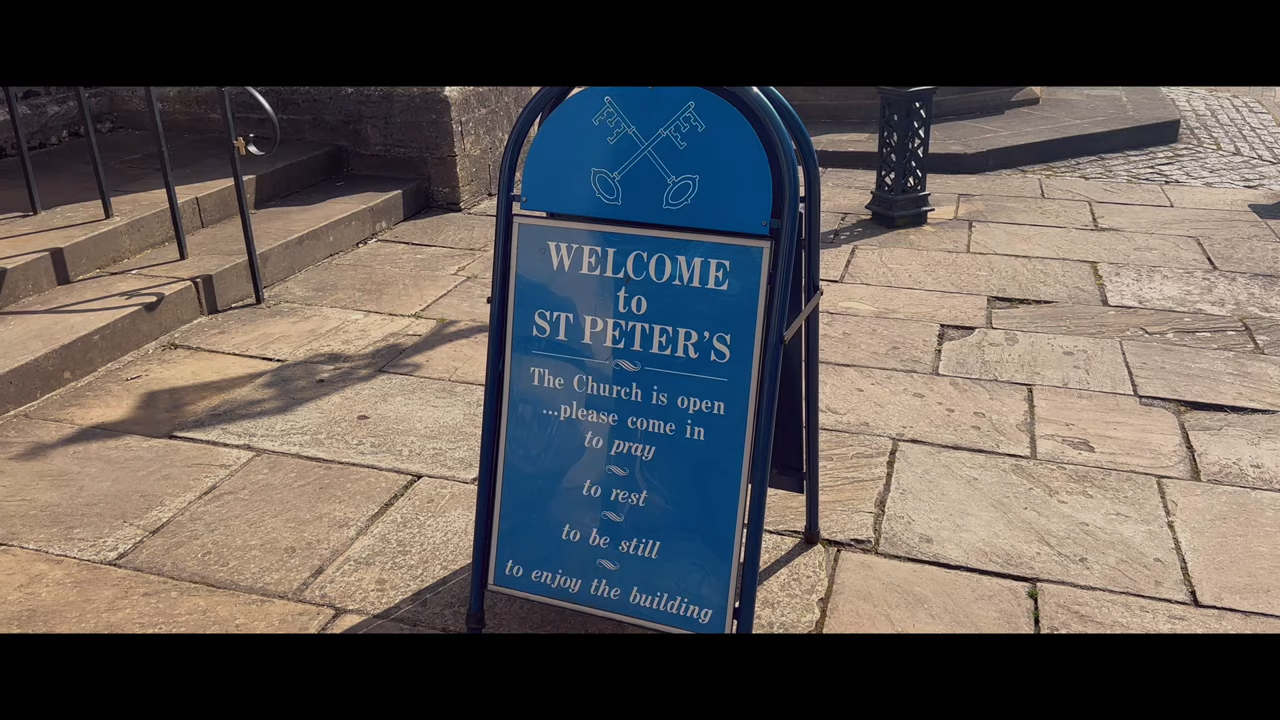 WELCOME
to
ST PETER'S
The Church is open
...please come in
to pray
to rest
to be still
to enjoy the building